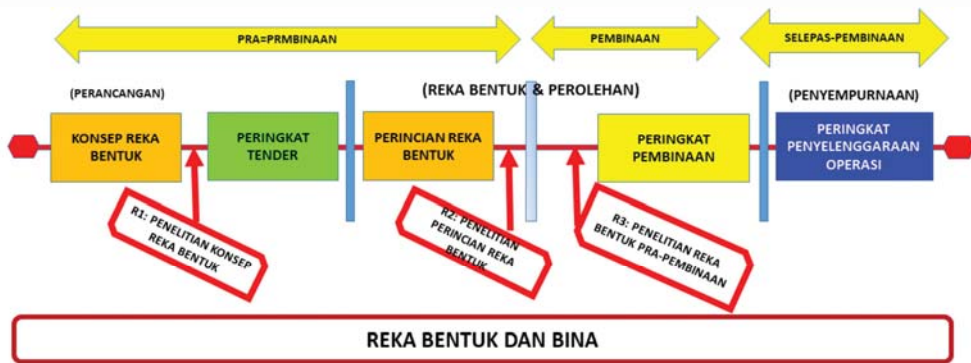 PRA=PRMBINAAN
PEMBINAAN
SELEPAS-PEMBINAAN
(PERANCANGAN)
(REKA BENTUK & PEROLEHAN)
(PENYEMPURNAAN)
KONSEP REKA
BENTUK
PERINGKAT
TENDER
PERINCIAN REKA
BENTUK
PERINGKAT
PEMBINAAN
PERINGKAT
PENYELENGGARAAN
OPERASI
R1: PENELITIAN KONSEP
REKA BENTUK
R2: PENELITIAN
PERINCIAN REKA
BENTUK
R3: PENELITIAN REKA
BENTUK PRA-PEMBINAAN
REKA BENTUK DAN BINA